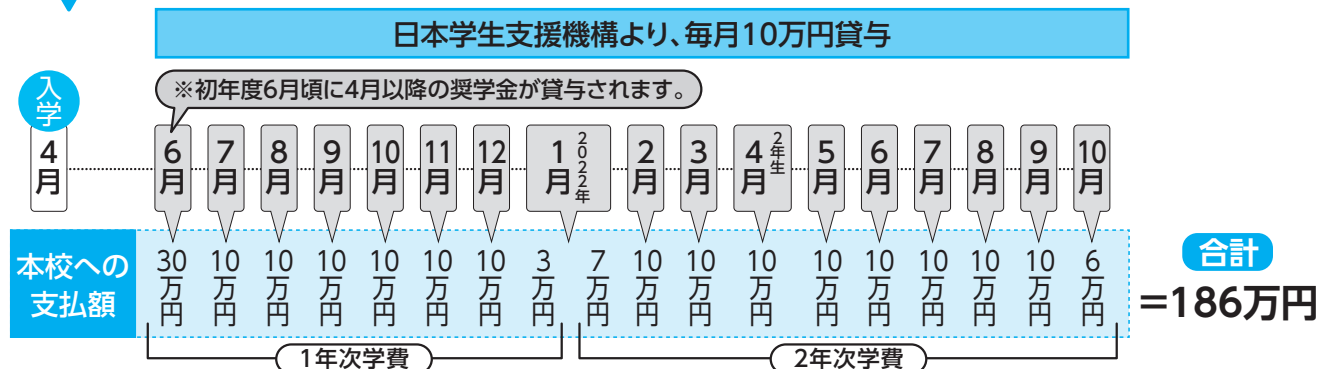 日本学生支援機構より、毎月10万円貸与
※初年度6月頃に4月以降の奨学金が貸与されます。
入学
4月
6月
7月
8月
9月
10月
11月
12月
1月 2022年
2月
3月
4月 2年生
5月
6月
7月
8月
9月
10月
本校への
支払額
30万円
10万円
10万円
10万円
10万円
10万円
10万円
3万円
7万円
10万円
10万円
10万円
10万円
10万円
10万円
10万円
10万円
6万円
合計
=186万円
1年次学費
2年次学費